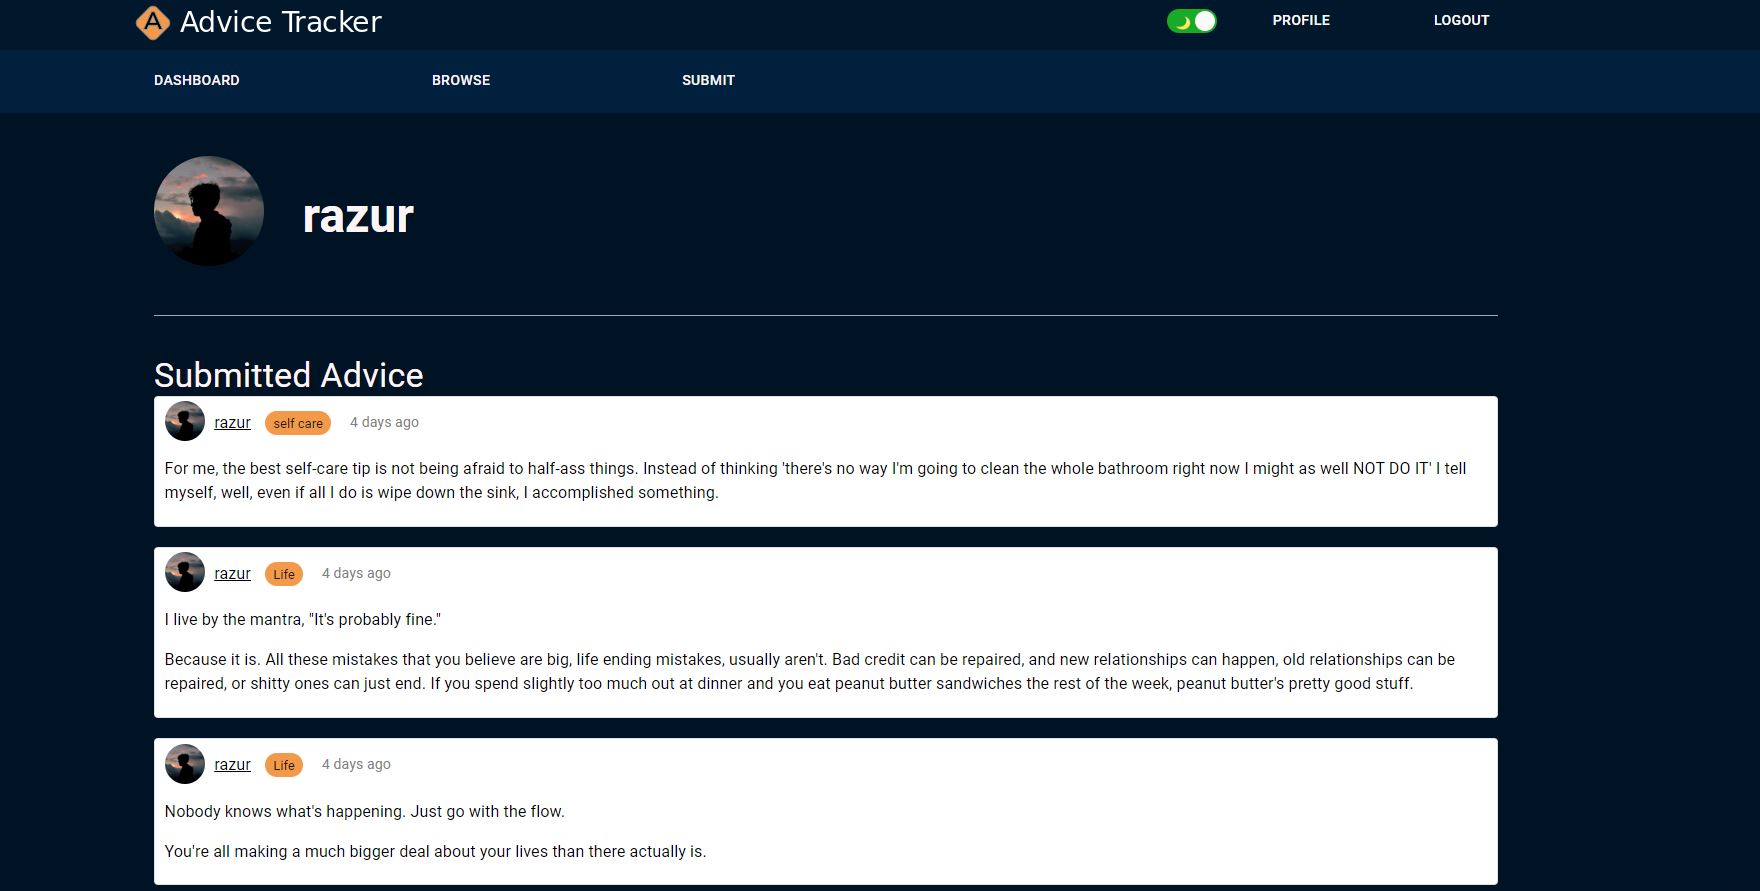 A Advice Tracker
PROFILE
LOGOUT
DASHBOARD
BROWSE
SUBMIT
razur
Submitted Advice
razur self care 4 days ago
For me, the best self-care tip is not being afraid to half-ass things. Instead of thinking 'there's no way I'm going to clean the whole bathroom right now I might as well NOT DO IT' I tell
myself, well, even if all I do is wipe down the sink, I accomplished something.
razur Life 4 days ago
I live by the mantra, "It's probably fine."
Because it is. All these mistakes that you believe are big, life ending mistakes, usually aren't. Bad credit can be repaired, and new relationships can happen, old relationships can be
repaired, or shitty ones can just end. If you spend slightly too much out at dinner and you eat peanut butter sandwiches the rest of the week, peanut butter's pretty good stuff.
razur Life 4 days ago
Nobody knows what's happening. Just go with the flow.
You're all making a much bigger deal about your lives than there actually is.